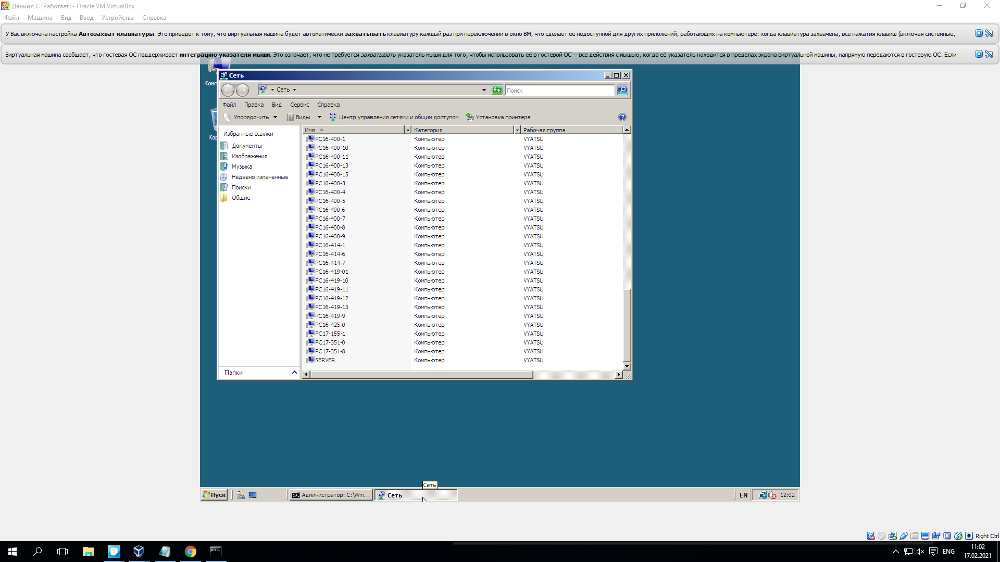 Даниил С [Работает] - Oracle VM VirtualBox
Файл Машина Вид Ввод Устройства Справка
У Вас включена настройка Автозахват клавиатуры. Это приведет к тому, что виртуальная машина будет автоматически захватывать клавиатуру каждый раз при переключении в окно ВМ, что сделает её недоступной для других приложений, работающих на компьютере: когда клавиатура захвачена, все нажатия клавиш (включая системные,
Виртуальная машина сообщает, что гостевая ОС поддерживает интеграцию указателя мыши. Это означает, что не требуется захватывать указатель мыши для того, чтобы использовать её в гостевой ОС -- все действия с мышью, когда её указатель находится в пределах экрана виртуальной машины, напрямую передаются в гостевую ОС. Если
Сеть
Сеть
Поиск
Файл Правка Вид Сервис Справка
Упорядочить Виды Центр управления сетями и общим доступом Установка принтера
Избранные ссылки
Документы
Изображения
Музыка
Недавно измененные
Поиски
Общие
Папки
Имя Категория Рабочая группа
PC16-400-1 Компьютер VYATSU
PC16-400-10 Компьютер VYATSU
PC16-400-11 Компьютер VYATSU
PC16-400-13 Компьютер VYATSU
PC16-400-15 Компьютер VYATSU
PC16-400-3 Компьютер VYATSU
PC16-400-4 Компьютер VYATSU
PC16-400-5 Компьютер VYATSU
PC16-400-6 Компьютер VYATSU
PC16-400-7 Компьютер VYATSU
PC16-400-8 Компьютер VYATSU
PC16-400-9 Компьютер VYATSU
PC16-414-1 Компьютер VYATSU
PC16-414-6 Компьютер VYATSU
PC16-414-7 Компьютер VYATSU
PC16-419-01 Компьютер VYATSU
PC16-419-10 Компьютер VYATSU
PC16-419-11 Компьютер VYATSU
PC16-419-12 Компьютер VYATSU
PC16-419-13 Компьютер VYATSU
PC16-419-9 Компьютер VYATSU
PC16-425-0 Компьютер VYATSU
PC17-155-1 Компьютер VYATSU
PC17-351-0 Компьютер VYATSU
PC17-351-8 Компьютер VYATSU
SERVER Компьютер VYATSU
Сеть
Пуск Администратор: C:\Win... Сеть EN 12:02
Right Ctrl
ENG 11:02
17.02.2021